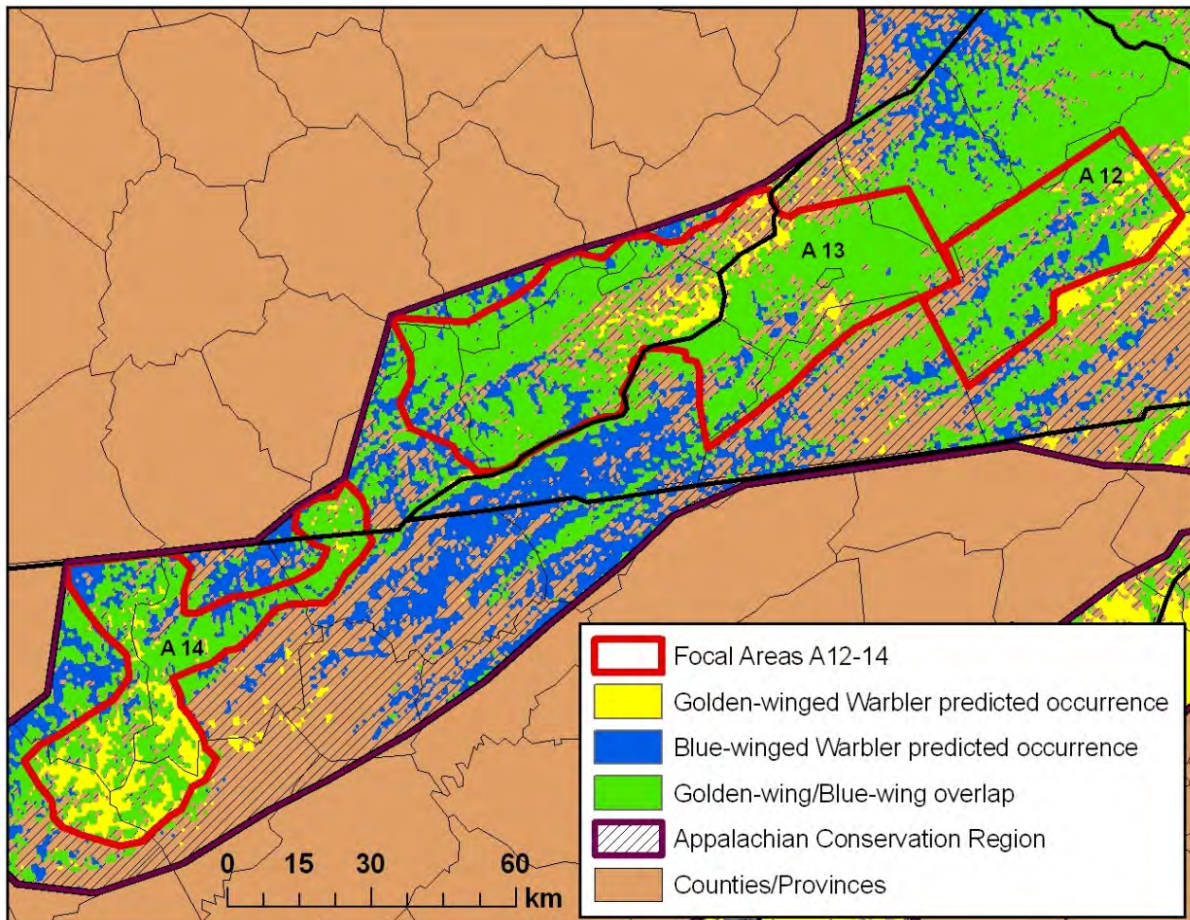 A 12
A 13
A 14
Focal Areas A12-14
Golden-winged Warbler predicted occurrence
Blue-winged Warbler predicted occurrence
Golden-wing/Blue-wing overlap
Appalachian Conservation Region
Counties/Provinces
0 15 30 60
km